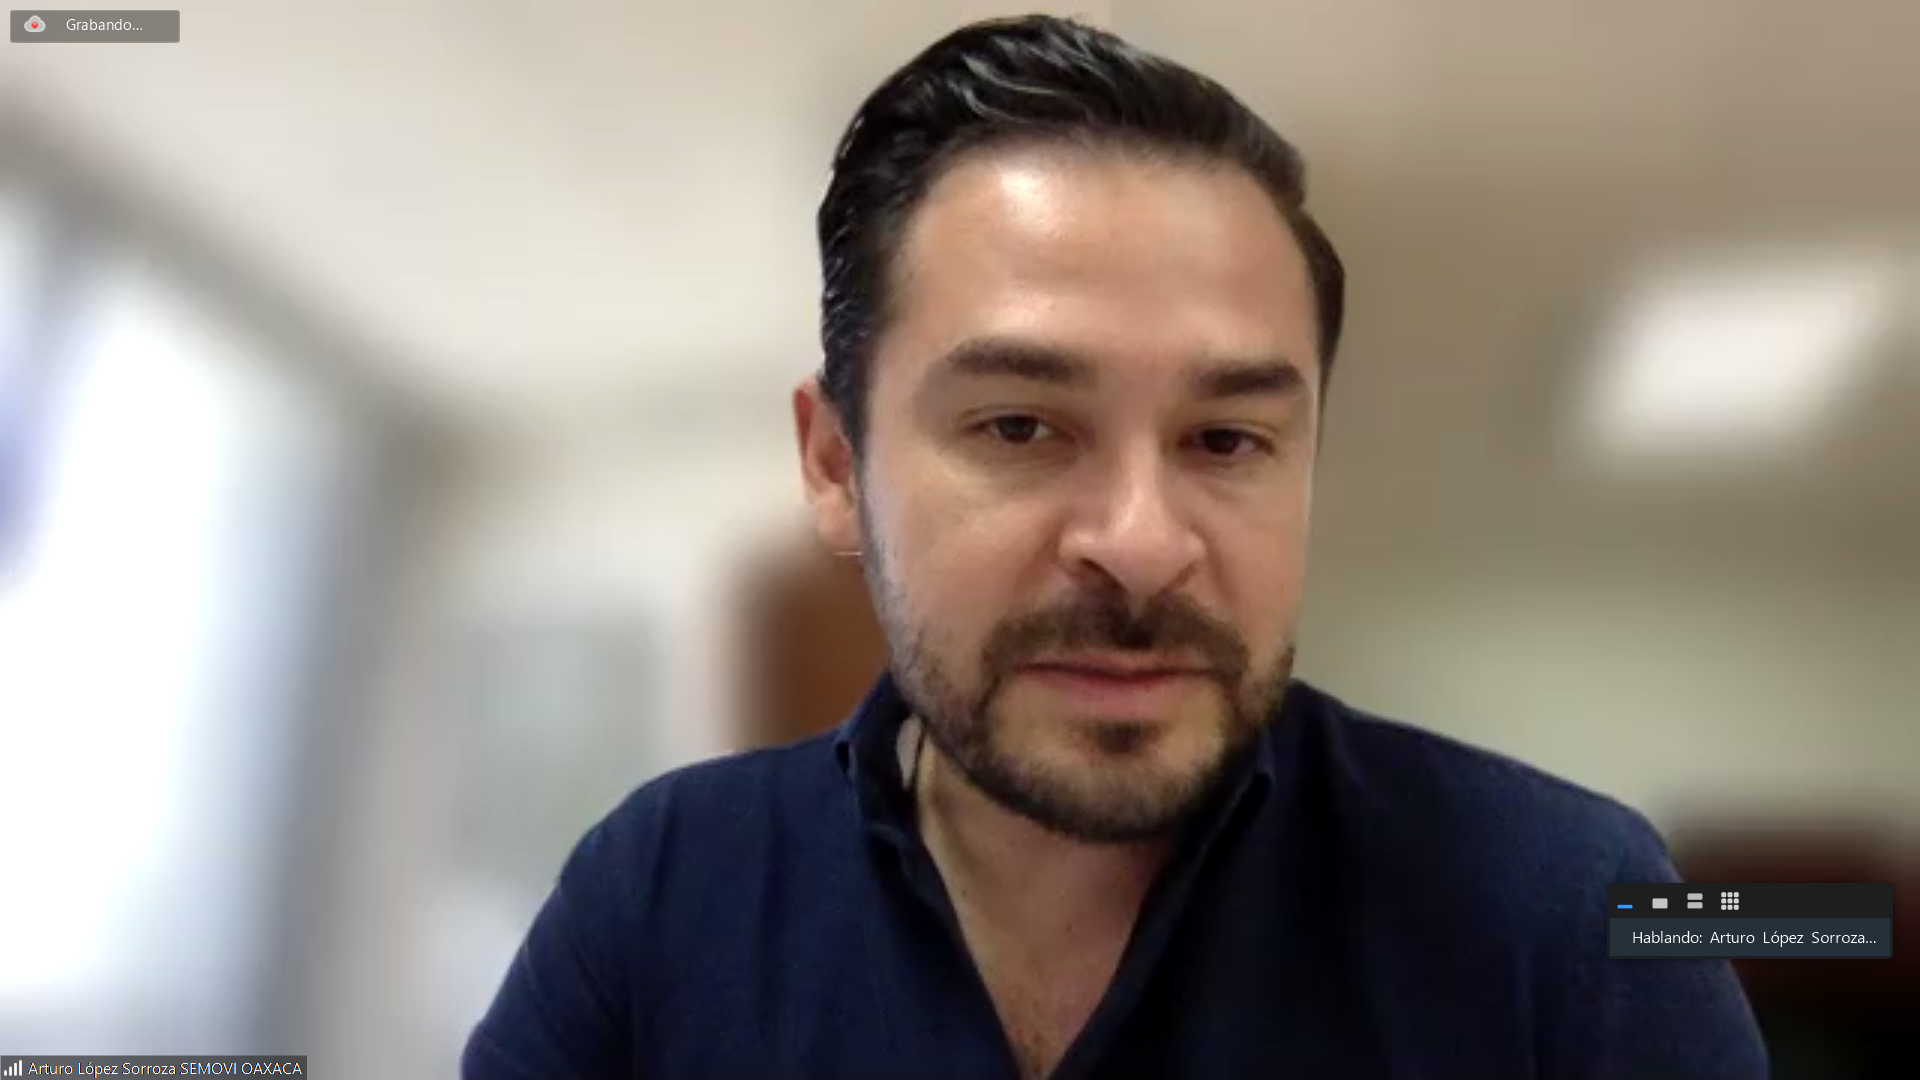 Grabando...
Hablando: Arturo López Sorroza...
Arturo López Sorroza SEMOVI OAXACA